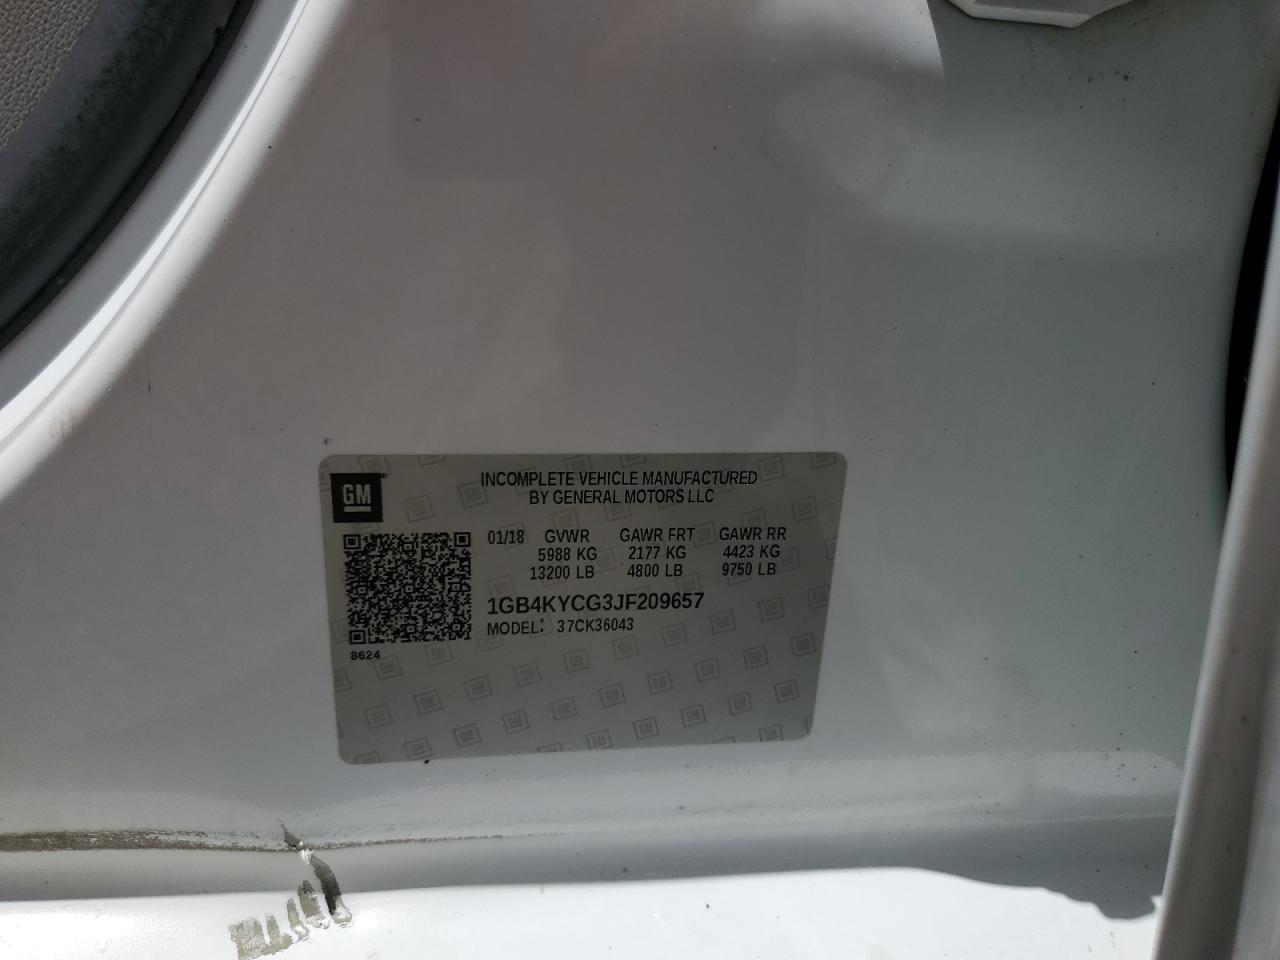 GM
INCOMPLETE VEHICLE MANUFACTURED
BY GENERAL MOTORS LLC
01/18 GVWR GAWR FRT GAWR RR
5988 KG 2177 KG 4423 KG
13200 LB 4800 LB 9750 LB
1GB4KYCG3JF209657
MODEL: 37CK36043
8624